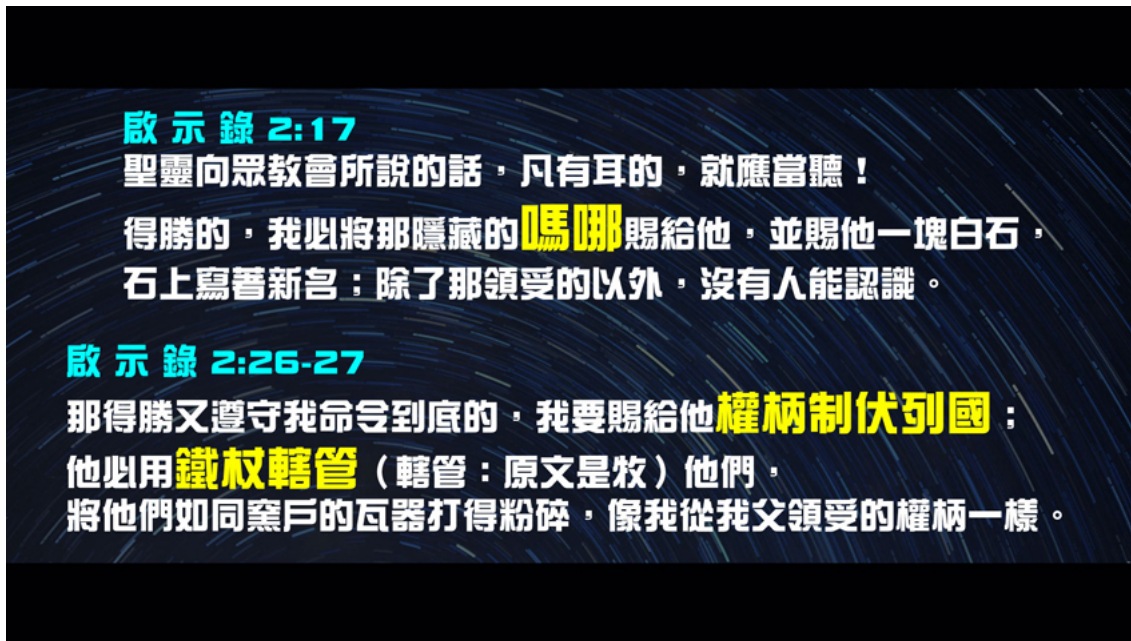 啟示錄 2:17
聖靈向眾教會所說的話，凡有耳的，就應當聽！
得勝的，我必將那隱藏的嗎哪賜給他，並賜他一塊白石，
石上寫著新名；除了那領受的以外，沒有人能認識。
啟示錄 2:26-27
那得勝又遵守我命令到底的，我要賜給他權柄制伏列國；
他必用鐵杖轄管（轄管：原文是牧）他們，
將他們如同窯戶的瓦器打得粉碎，像我從我父領受的權柄一樣。